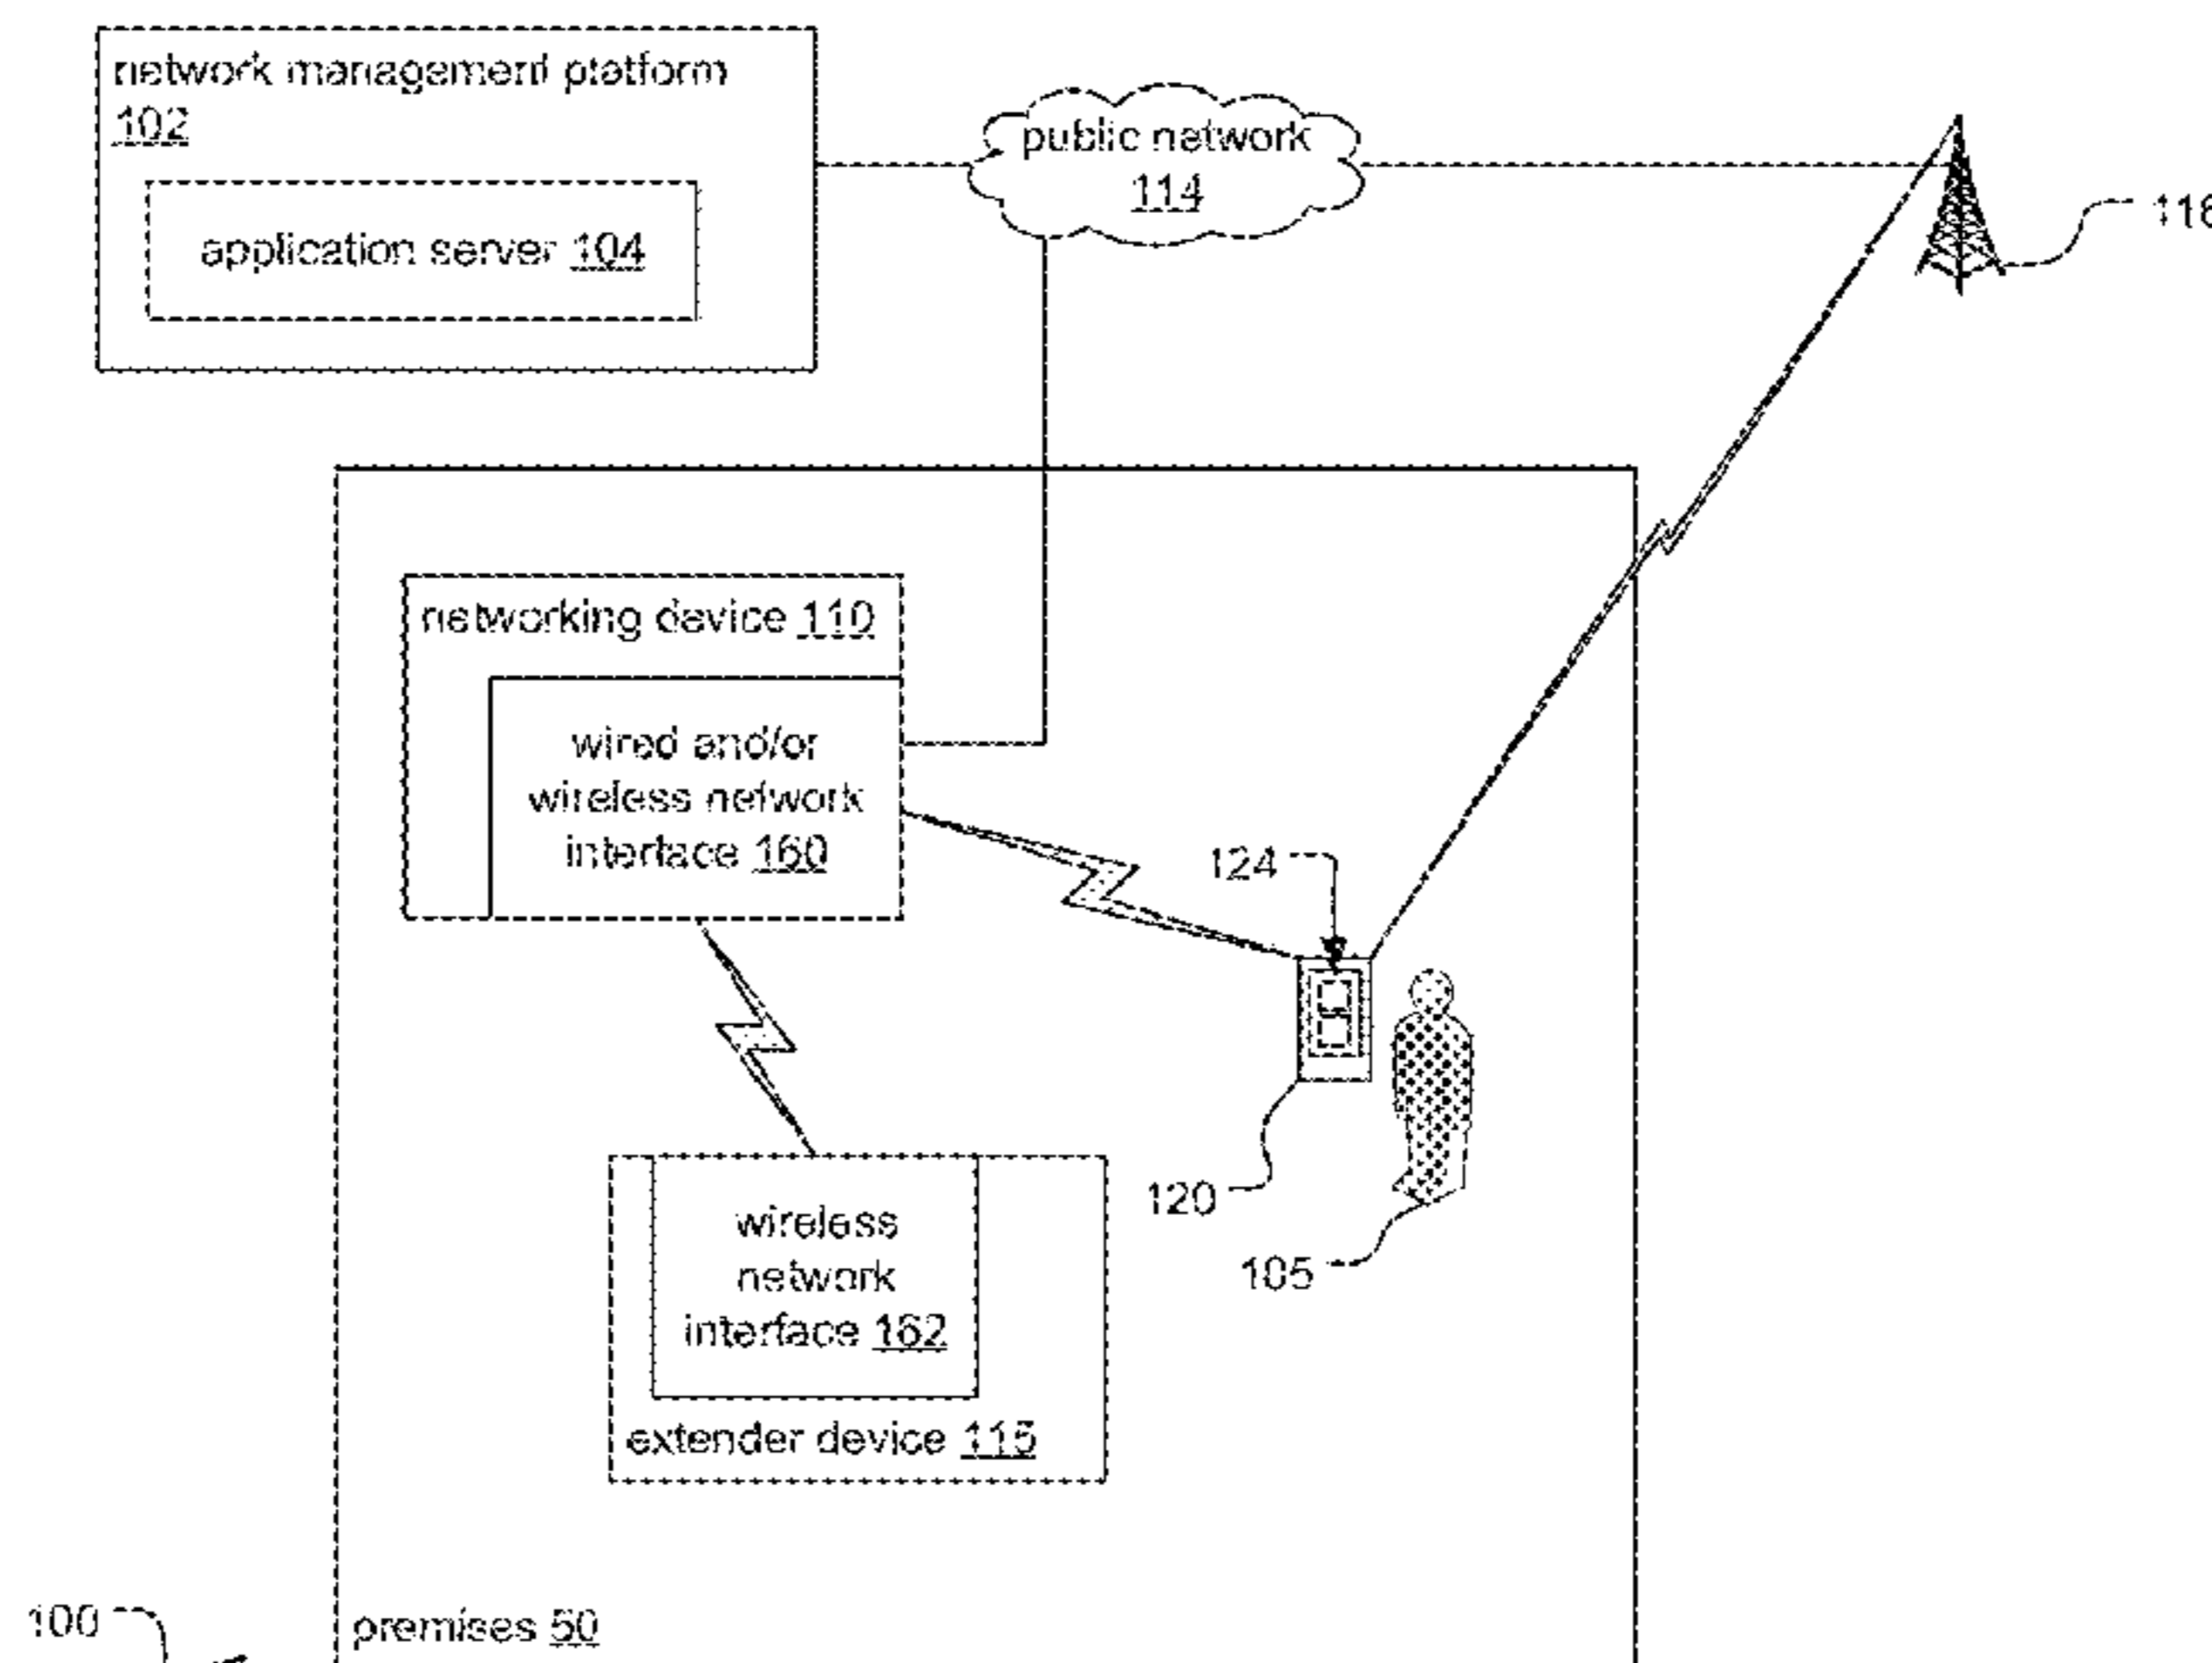 network management platform
102
application server 104
public network
114
networking device 110
wired and/or
wireless network
interface 160
124
120
105
wireless
network
interface 162
extender device 115
100
premises 50